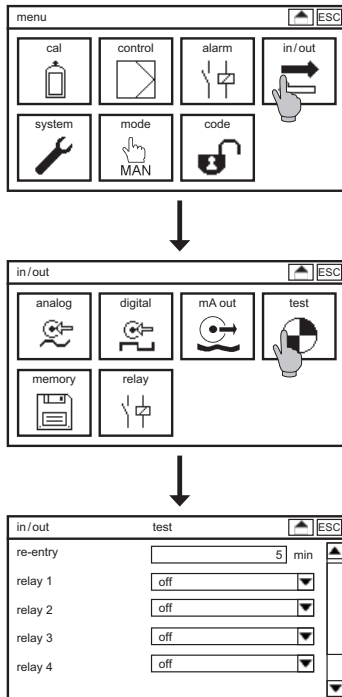 menu ESC
cal control alarm in/out
system mode code
MAN
in/out ESC
analog digital mA out test
memory relay
in/out test ESC
re-entry 5 min
relay 1 off
relay 2 off
relay 3 off
relay 4 off